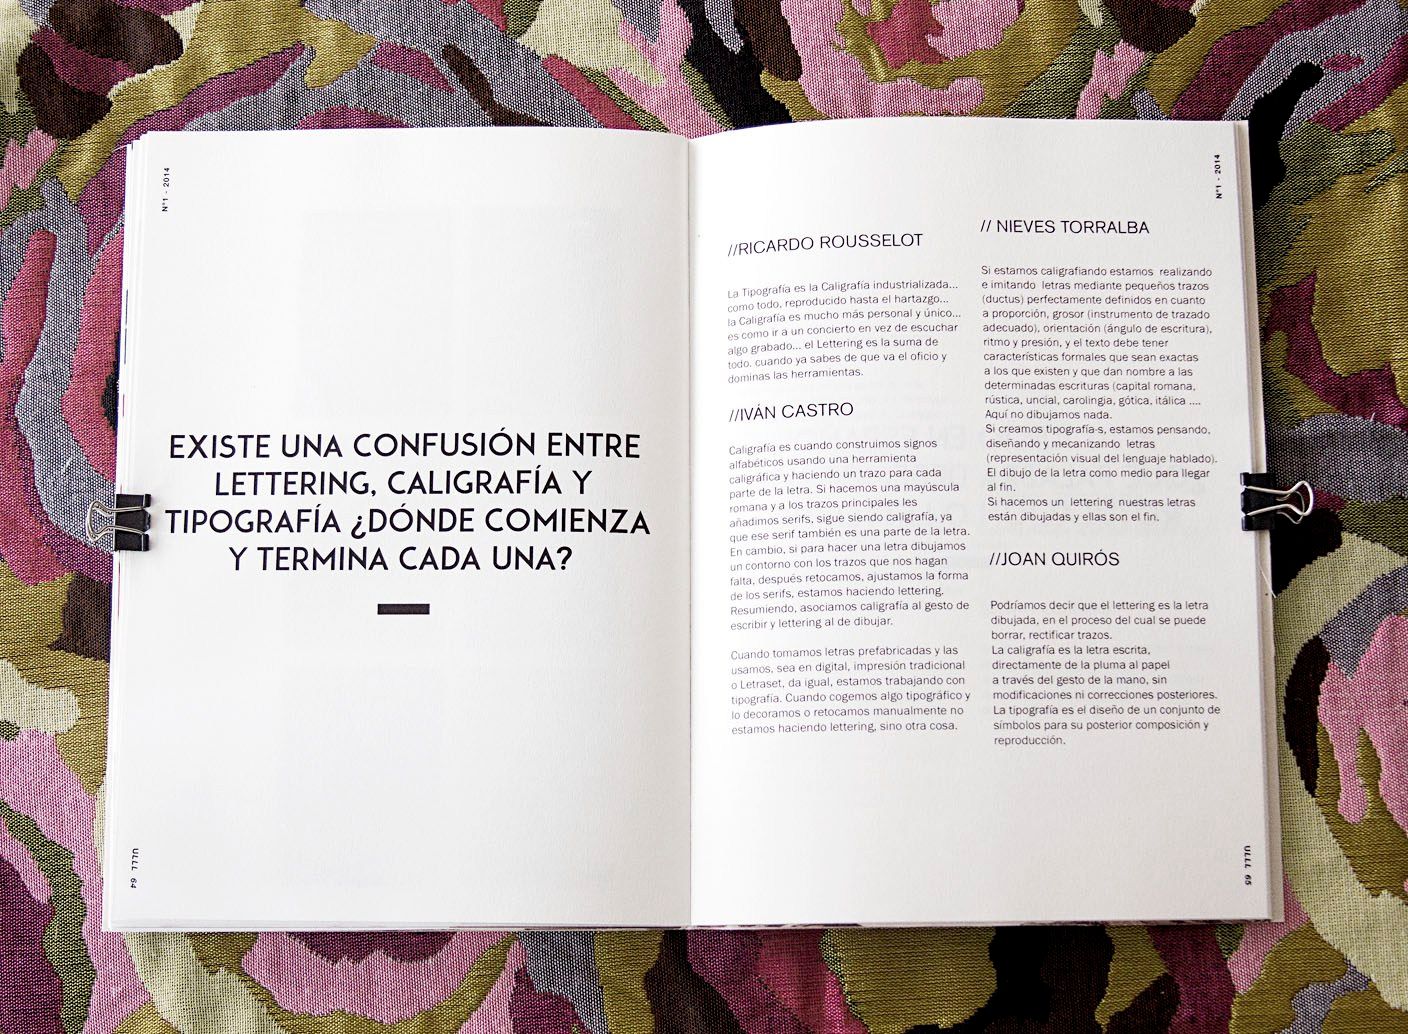 Nº1 - 2014
EXISTE UNA CONFUSIÓN ENTRE
LETTERING, CALIGRAFÍA Y
TIPOGRAFÍA ¿DÓNDE COMIENZA
Y TERMINA CADA UNA?
ULLL 64
Nº1 - 2014
//RICARDO ROUSSELOT
La Tipografía es la Caligrafía industrializada...
como todo, reproducido hasta el hartazgo...
la Caligrafía es mucho más personal y único...
es como ir a un concierto en vez de escuchar
algo grabado... el Lettering es la suma de
todo, cuando ya sabes de que va el oficio y
dominas las herramientas.
//IVÁN CASTRO
Caligrafía es cuando construimos signos
alfabéticos usando una herramienta
caligráfica y haciendo un trazo para cada
parte de la letra. Si hacemos una mayúscula
romana y a los trazos principales les
añadimos serifs, sigue siendo caligrafía, ya
que ese serif también es una parte de la letra.
En cambio, si para hacer una letra dibujamos
un contorno con los trazos que nos hagan
falta, después retocamos, ajustamos la forma
de los serifs, estamos haciendo lettering.
Resumiendo, asociamos caligrafía al gesto de
escribir y lettering al de dibujar.
Cuando tomamos letras prefabricadas y las
usamos, sea en digital, impresión tradicional
o Letraset, da igual, estamos trabajando con
tipografía. Cuando cogemos algo tipográfico y
lo decoramos o retocamos manualmente no
estamos haciendo lettering, sino otra cosa.
// NIEVES TORRALBA
Si estamos caligrafiando estamos realizando
e imitando letras mediante pequeños trazos
(ductus) perfectamente definidos en cuanto
a proporción, grosor (instrumento de trazado
adecuado), orientación (ángulo de escritura),
ritmo y presión, y el texto debe tener
características formales que sean exactas
a los que existen y que dan nombre a las
determinadas escrituras (capital romana,
rústica, uncial, carolingia, gótica, itálica ....
Aquí no dibujamos nada.
Si creamos tipografía-s, estamos pensando,
diseñando y mecanizando letras
(representación visual del lenguaje hablado).
El dibujo de la letra como medio para llegar
al fin.
Si hacemos un lettering nuestras letras
están dibujadas y ellas son el fin.
//JOAN QUIRÓS
Podríamos decir que el lettering es la letra
dibujada, en el proceso del cual se puede
borrar, rectificar trazos.
La caligrafía es la letra escrita,
directamente de la pluma al papel
a través del gesto de la mano, sin
modificaciones ni correcciones posteriores.
La tipografía es el diseño de un conjunto de
símbolos para su posterior composición y
reproducción.
ULLL 65